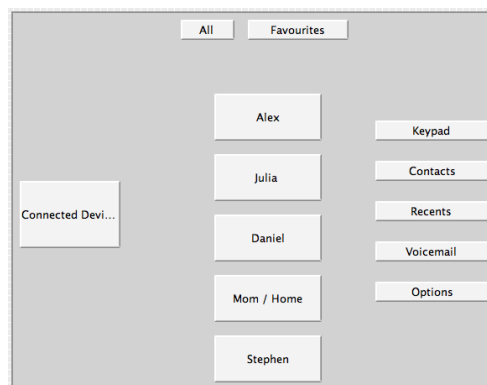 All
Favourites
Alex
Keypad
Julia
Contacts
Connected Devi...
Recents
Daniel
Voicemail
Mom / Home
Options
Stephen